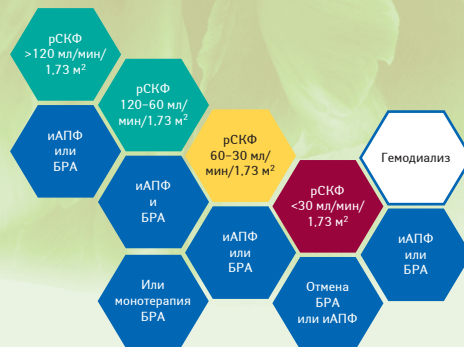 рСКФ
>120 мл/мин/
1,73 м²
иАПФ
или
БРА
рСКФ
120–60 мл/
мин/1,73 м²
иАПФ
и
БРА
Или
монотерапия
БРА
рСКФ
60–30 мл/
мин/1,73 м²
иАПФ
или
БРА
рСКФ
<30 мл/мин/
1,73 м²
Отмена
БРА
или иАПФ
Гемодиализ
иАПФ
или
БРА